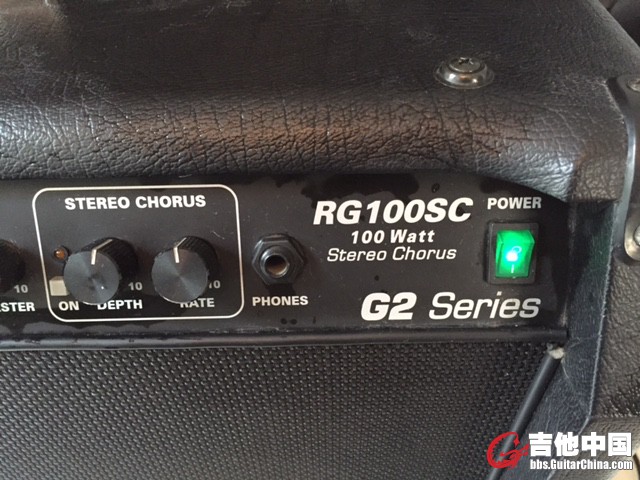 STEREO CHORUS
10
STER
ON
DEPTH
10
RATE
10
PHONES
RG100SC
100 Watt
Stereo Chorus
G2 Series
POWER
吉他中国
bbs.GuitarChina.com